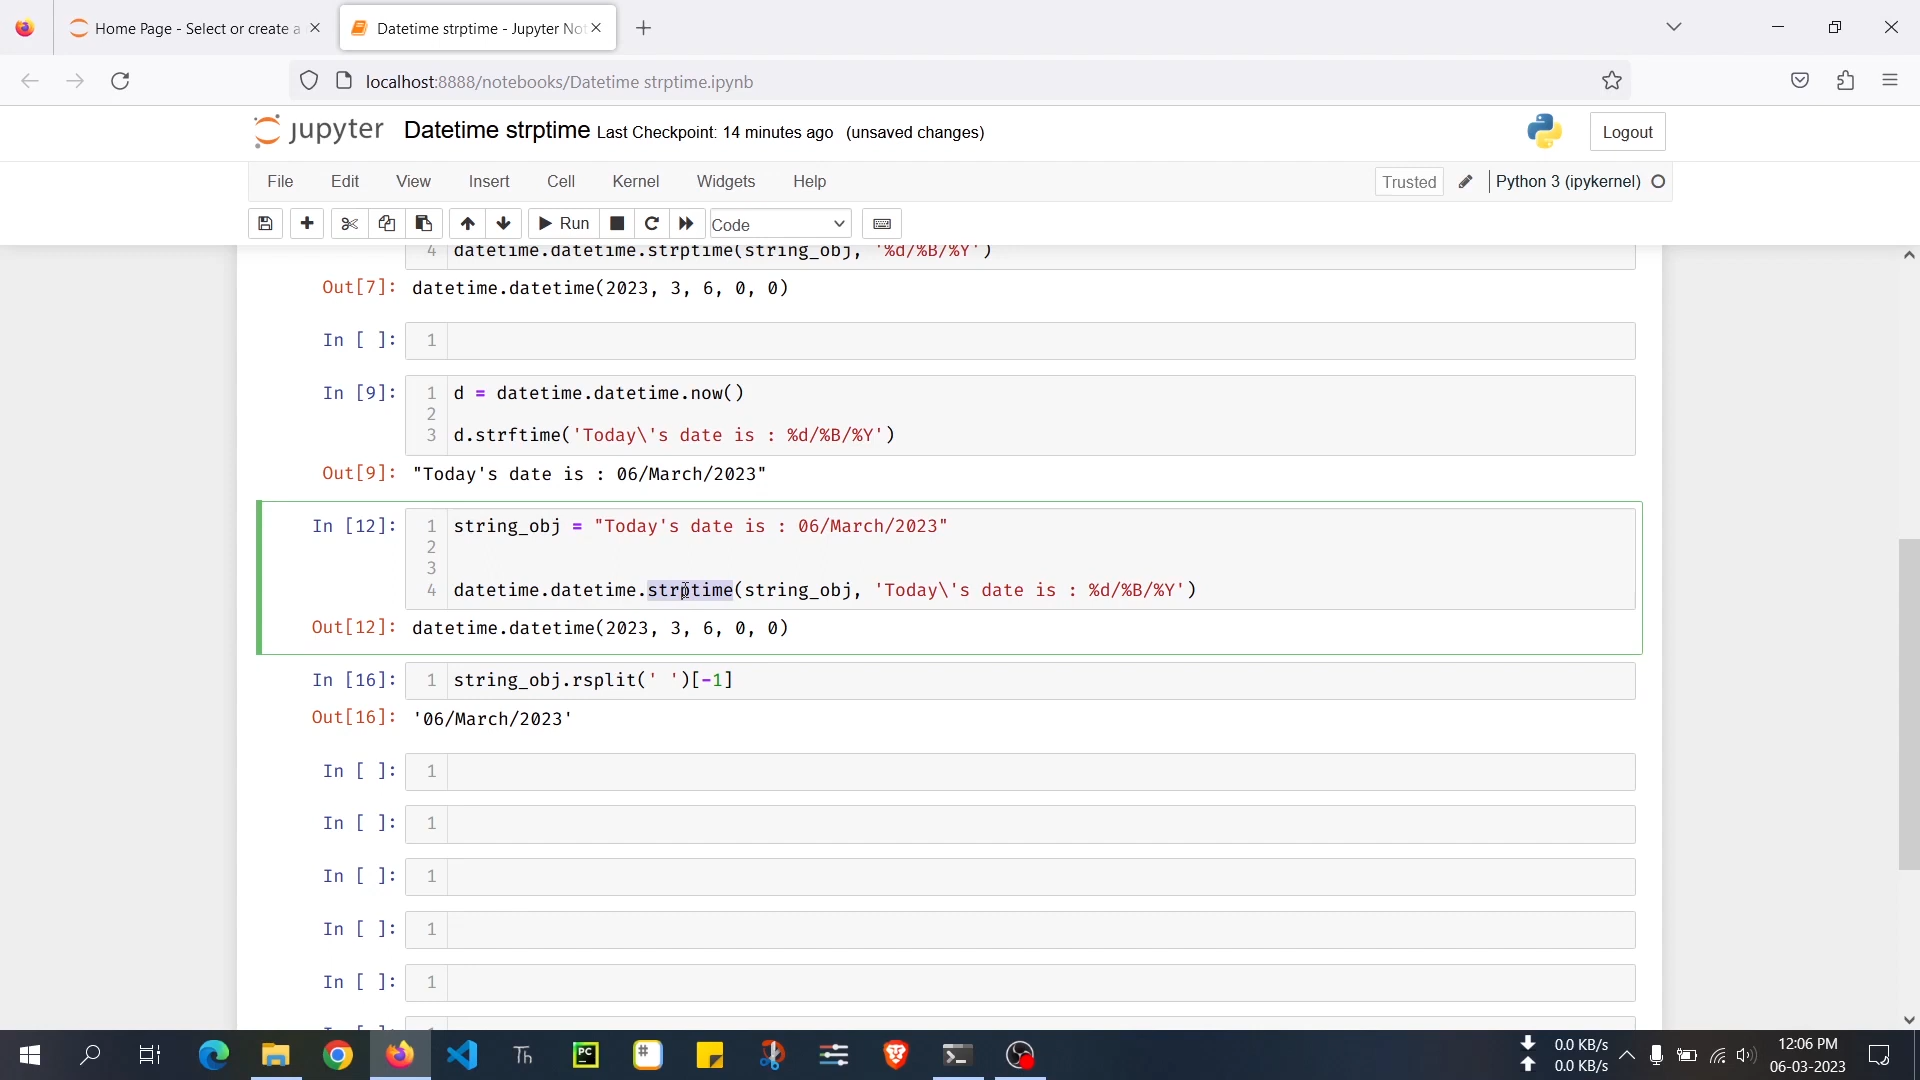 Home Page - Select or create a
Datetime strptime - Jupyter Not
localhost:8888/notebooks/Datetime strptime.ipynb
jupyter Datetime strptime Last Checkpoint: 14 minutes ago (unsaved changes)
Logout
File Edit View Insert Cell Kernel Widgets Help
Trusted Python 3 (ipykernel)
Run Code
4 datetime.datetime.strptime(string_obj, '%d/%B/%Y')
Out[7]: datetime.datetime(2023, 3, 6, 0, 0)
In [ ]: 1
In [9]: 1 d = datetime.datetime.now()
2
3 d.strftime('Today\'s date is : %d/%B/%Y')
Out[9]: "Today's date is : 06/March/2023"
In [12]: 1 string_obj = "Today's date is : 06/March/2023"
2
3
4 datetime.datetime.strptime(string_obj, 'Today\'s date is : %d/%B/%Y')
Out[12]: datetime.datetime(2023, 3, 6, 0, 0)
In [16]: 1 string_obj.rsplit(' ')[-1]
Out[16]: '06/March/2023'
In [ ]: 1
In [ ]: 1
In [ ]: 1
In [ ]: 1
In [ ]: 1
Th
PC
#
0.0 KB/s
0.0 KB/s
12:06 PM
06-03-2023